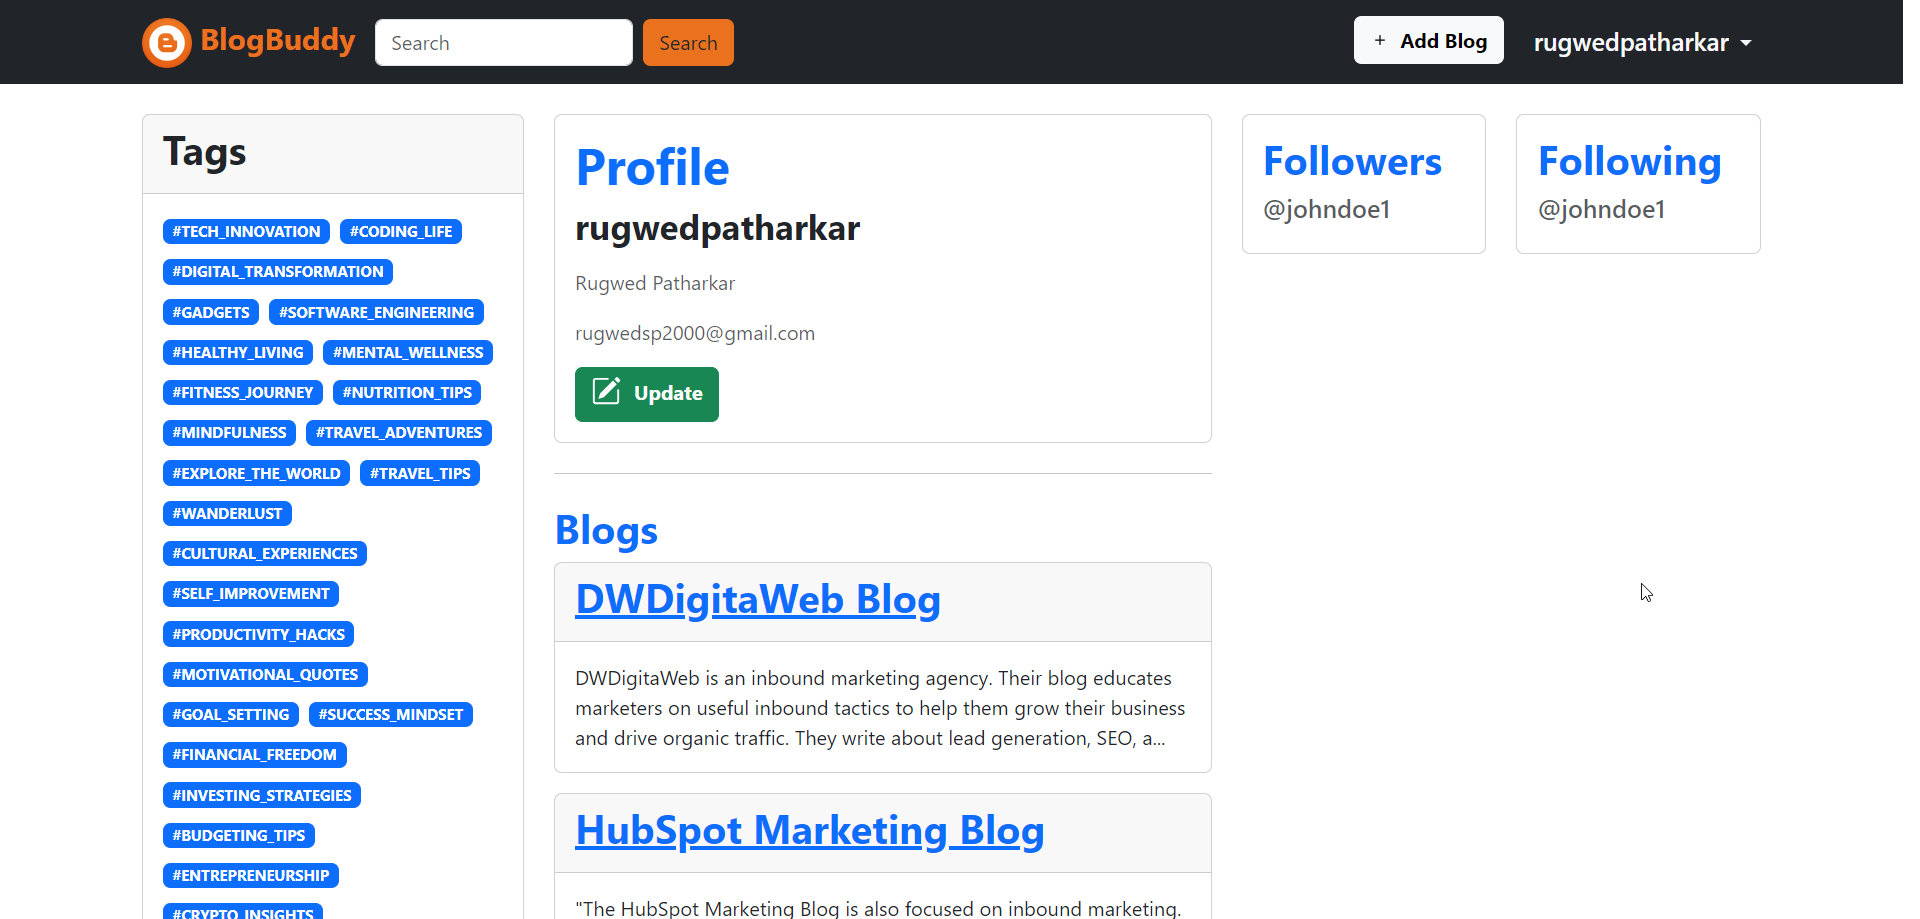 BlogBuddy
Search
Search
+ Add Blog
rugwedpatharkar
Tags
#TECH_INNOVATION #CODING_LIFE
#DIGITAL_TRANSFORMATION
#GADGETS #SOFTWARE_ENGINEERING
#HEALTHY_LIVING #MENTAL_WELLNESS
#FITNESS_JOURNEY #NUTRITION_TIPS
#MINDFULNESS #TRAVEL_ADVENTURES
#EXPLORE_THE_WORLD #TRAVEL_TIPS
#WANDERLUST
#CULTURAL_EXPERIENCES
#SELF_IMPROVEMENT
#PRODUCTIVITY_HACKS
#MOTIVATIONAL_QUOTES
#GOAL_SETTING #SUCCESS_MINDSET
#FINANCIAL_FREEDOM
#INVESTING_STRATEGIES
#BUDGETING_TIPS
#ENTREPRENEURSHIP
#CRYPTO_INSIGHTS
Profile
rugwedpatharkar
Rugwed Patharkar
rugwedsp2000@gmail.com
Update
Blogs
DWDigitaWeb Blog
DWDigitaWeb is an inbound marketing agency. Their blog educates
marketers on useful inbound tactics to help them grow their business
and drive organic traffic. They write about lead generation, SEO, a...
HubSpot Marketing Blog
"The HubSpot Marketing Blog is also focused on inbound marketing.
Followers
@johndoe1
Following
@johndoe1